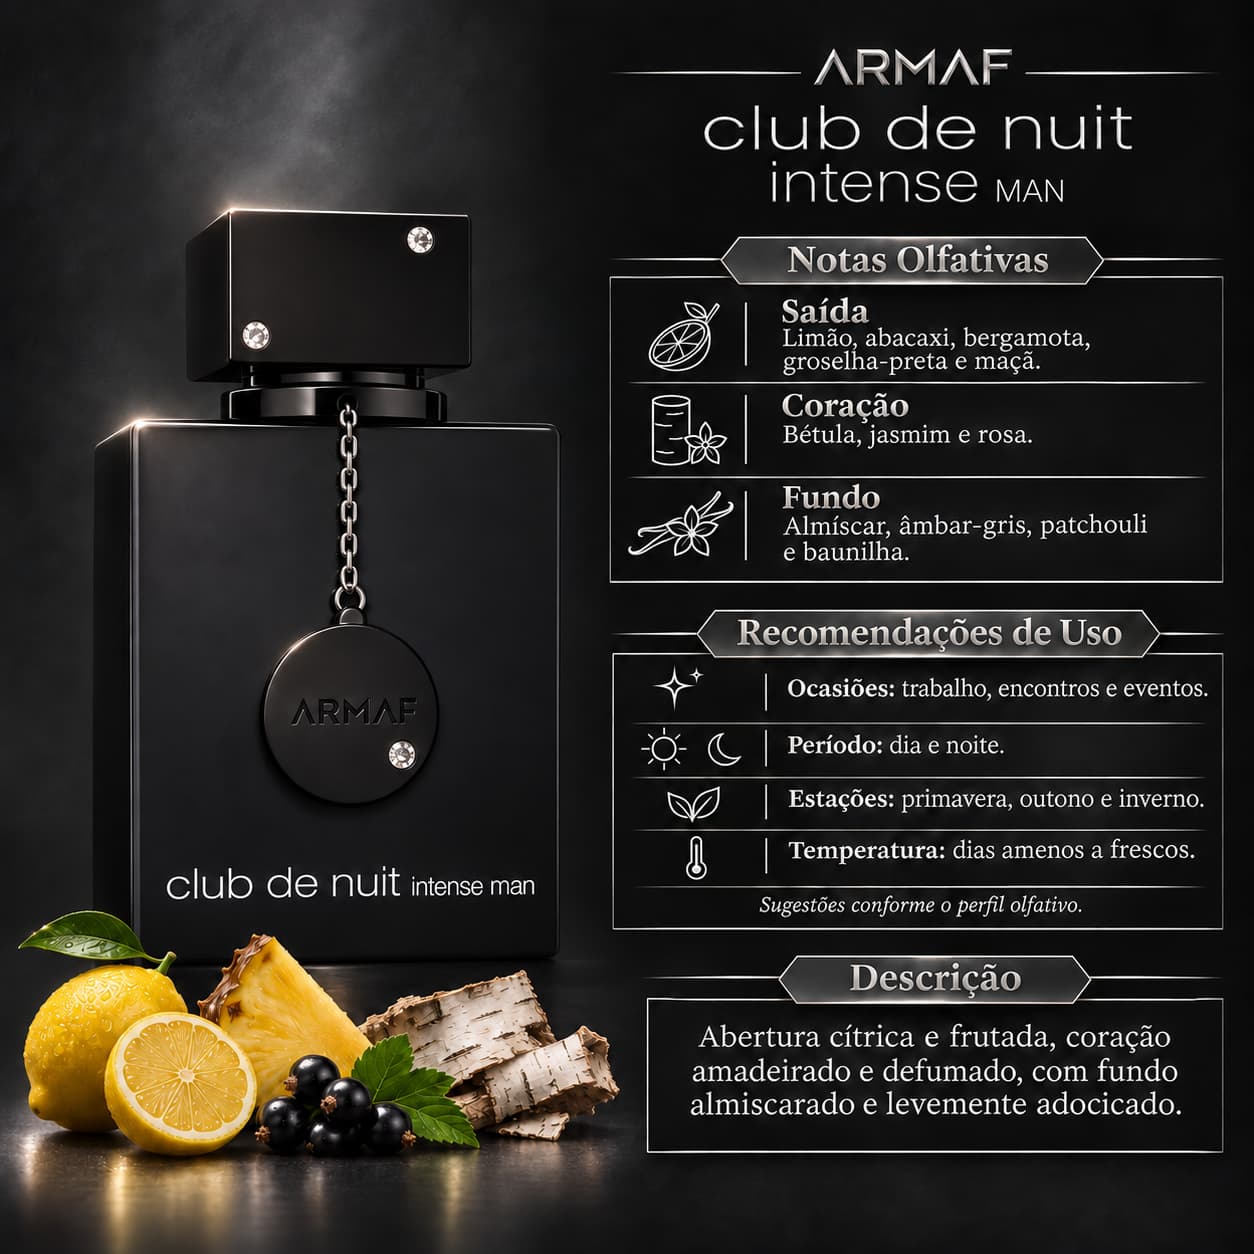 ARMAF
club de nuit
intense MAN
Notas Olfativas
Saída
Limão, abacaxi, bergamota,
groselha-preta e maçã.
Coração
Bétula, jasmim e rosa.
Fundo
Almíscar, âmbar-gris, patchouli
e baunilha.
Recomendações de Uso
Ocasiões: trabalho, encontros e eventos.
Período: dia e noite.
Estações: primavera, outono e inverno.
Temperatura: dias amenos a frescos.
Sugestões conforme o perfil olfativo.
Descrição
Abertura cítrica e frutada, coração
amadeirado e defumado, com fundo
almiscarado e levemente adocicado.
ARMAF
club de nuit intense man